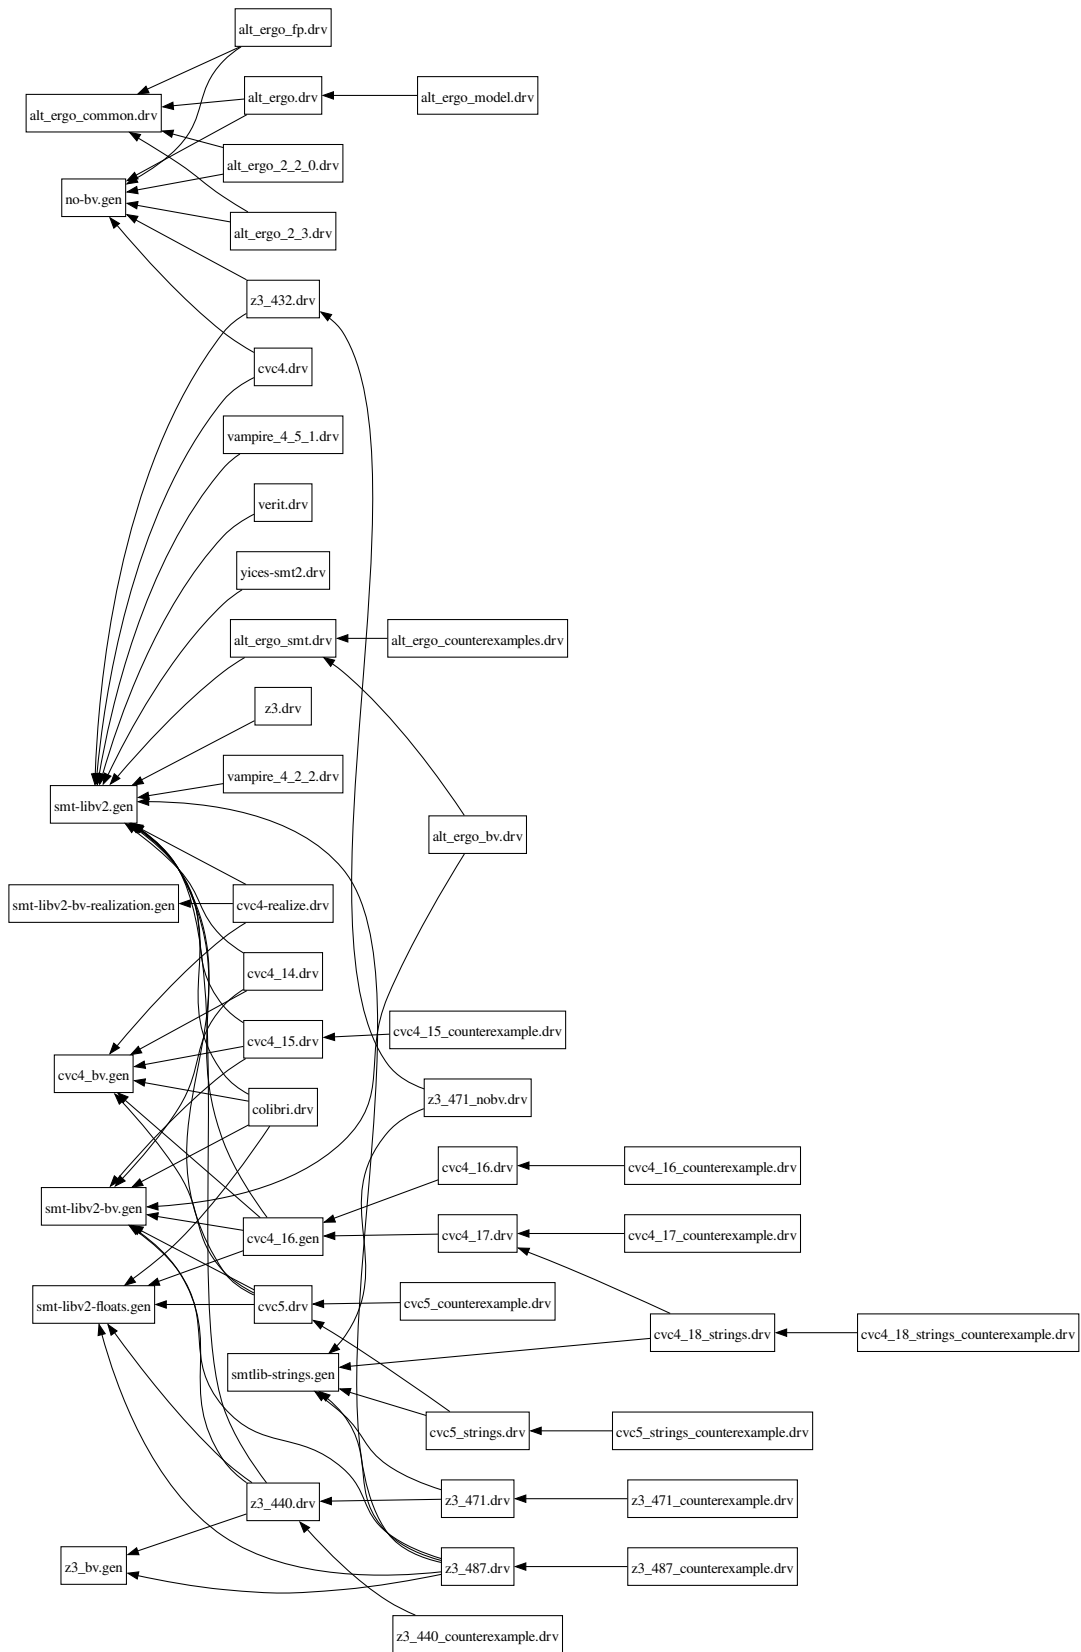 alt_ergo_fp.drv
alt_ergo.drv
alt_ergo_model.drv
alt_ergo_common.drv
alt_ergo_2_2_0.drv
no-bv.gen
alt_ergo_2_3.drv
z3_432.drv
cvc4.drv
vampire_4_5_1.drv
verit.drv
yices-smt2.drv
alt_ergo_smt.drv
alt_ergo_counterexamples.drv
z3.drv
vampire_4_2_2.drv
smt-libv2.gen
alt_ergo_bv.drv
smt-libv2-bv-realization.gen
cvc4-realize.drv
cvc4_14.drv
cvc4_15.drv
cvc4_15_counterexample.drv
cvc4_bv.gen
colibri.drv
z3_471_nobv.drv
cvc4_16.drv
cvc4_16_counterexample.drv
smt-libv2-bv.gen
cvc4_16.gen
cvc4_17.drv
cvc4_17_counterexample.drv
smt-libv2-floats.gen
cvc5.drv
cvc5_counterexample.drv
cvc4_18_strings.drv
cvc4_18_strings_counterexample.drv
smtlib-strings.gen
cvc5_strings.drv
cvc5_strings_counterexample.drv
z3_440.drv
z3_471.drv
z3_471_counterexample.drv
z3_bv.gen
z3_487.drv
z3_487_counterexample.drv
z3_440_counterexample.drv